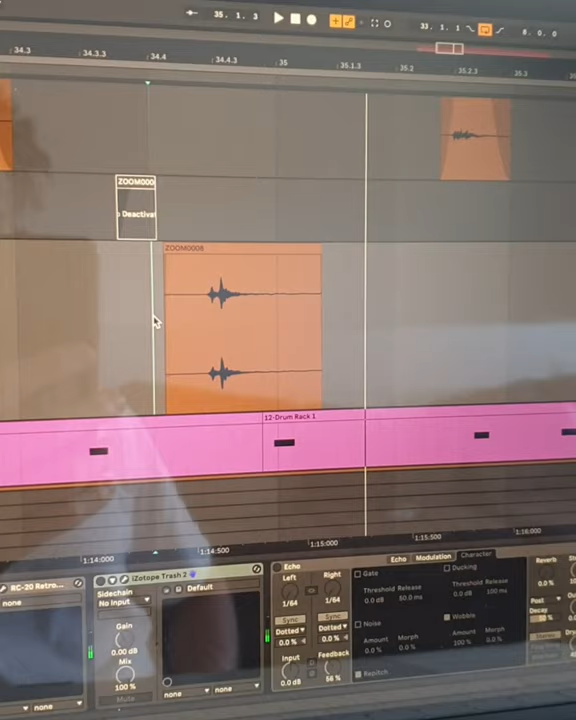 35. 1. 3
33. 1. 1
8. 0. 0
34.3
34.3.3
34.4
34.4.3
35
35.1.3
35.2
35.2.3
35.3
ZOOM000
Deactivat
ZOOM0008
12-Drum Rack 1
1:14:000
1:14:500
1:15:000
1:15:500
1:16:000
RC-20 Retro...
none
none
iZotope Trash 2
Sidechain
No Input
Gain
0.00 dB
Mix
100 %
Mute
Default
none
none
Echo
Left
Right
1/64
1/64
Sync
Sync
Dotted
Dotted
0.0 %
0.0 %
Input
Feedback
0.0 dB
56 %
Echo
Modulation
Character
Gate
Threshold Release
0.0 dB
50.0 ms
Ducking
Threshold Release
0.0 dB
100 ms
Noise
Amount
Morph
0.0 %
0.0 %
Wobble
Amount
Morph
100 %
0.0 %
Repitch
Reverb
0.0 %
Post
Decay
Stereo